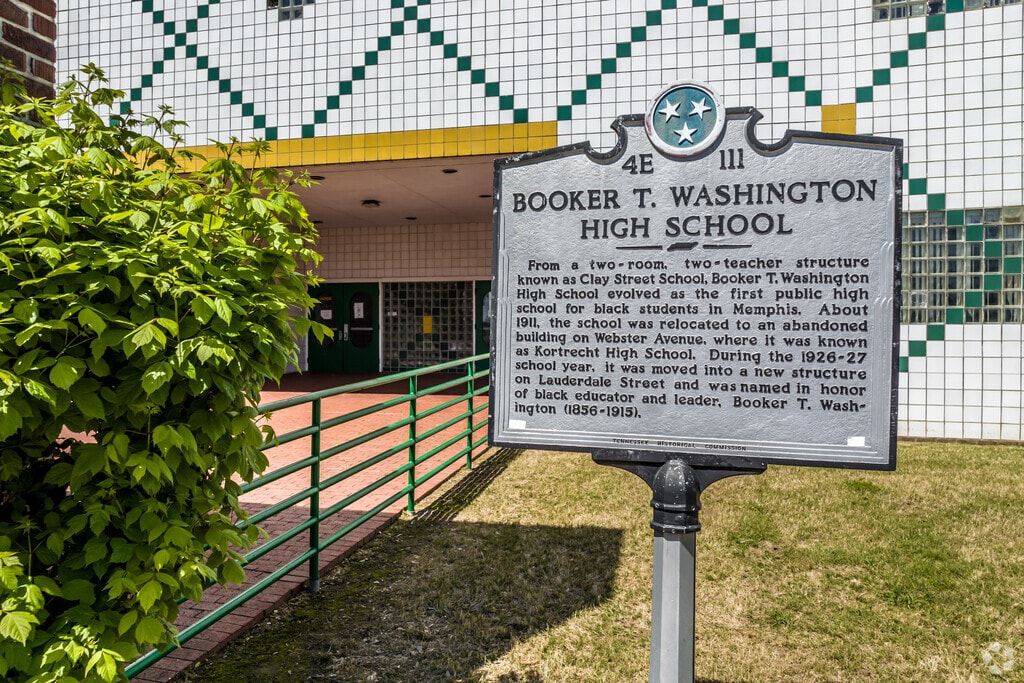 4E 111
BOOKER T. WASHINGTON
HIGH SCHOOL
From a two-room, two-teacher structure
known as Clay Street School, Booker T. Washington
High School evolved as the first public high
school for black students in Memphis. About
1911, the school was relocated to an abandoned
building on Webster Avenue, where it was known
as Kortrecht High School. During the 1926-27
school year, it was moved into a new structure
on Lauderdale Street and was named in honor
of black educator and leader, Booker T. Wash-
ington (1856-1915).
TENNESSEE HISTORICAL COMMISSION